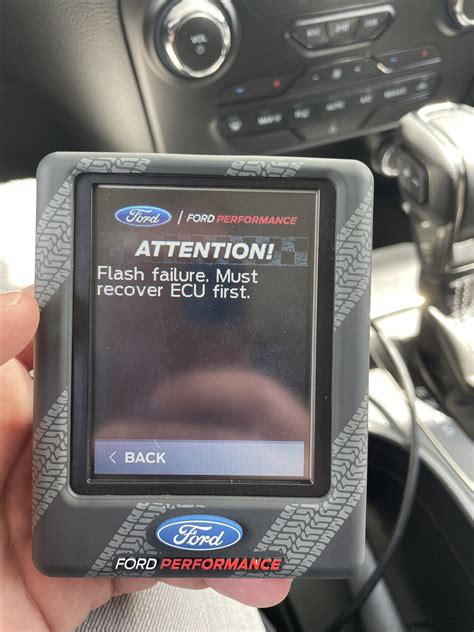 VOL
Ford
FORD PERFORMANCE
ATTENTION!
Flash failure. Must
recover ECU first.
< BACK
Ford
FORD PERFORMANCE